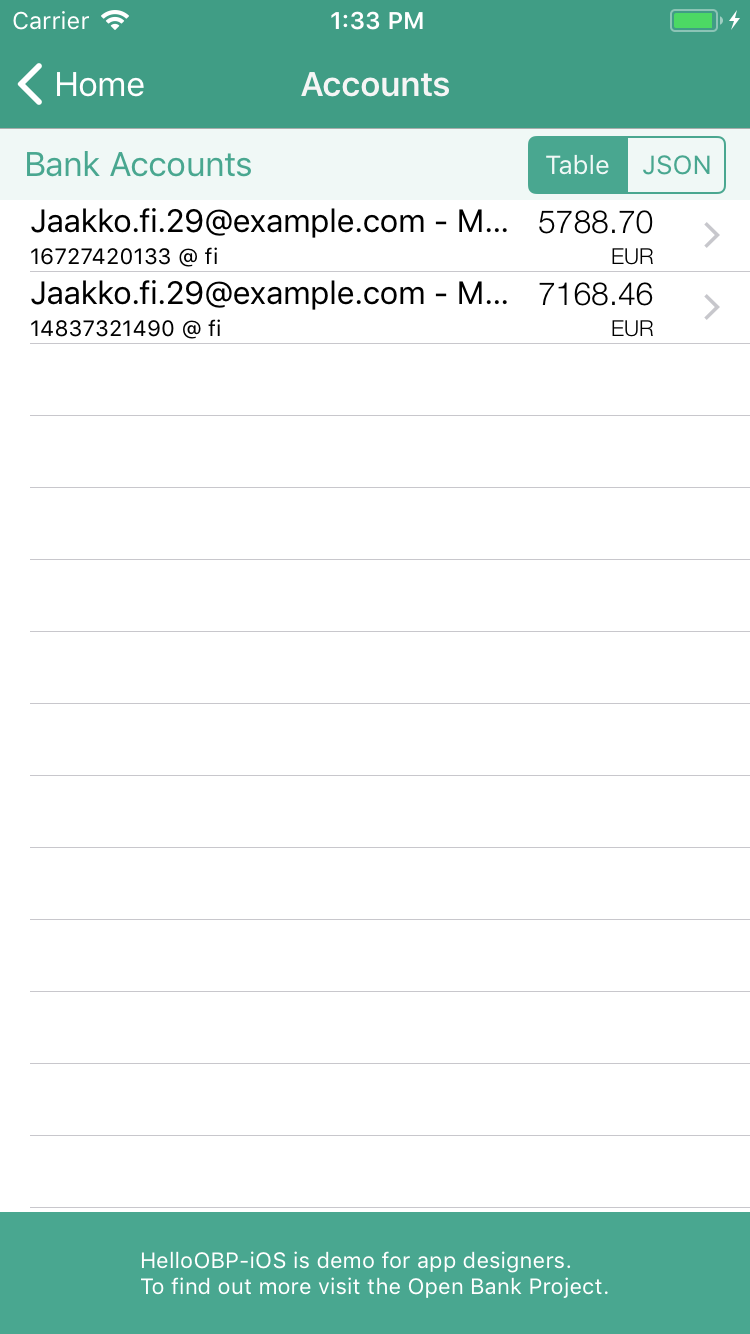 Carrier 1:33 PM
Home Accounts
Bank Accounts Table JSON
Jaakko.fi.29@example.com - M... 5788.70
16727420133 @ fi EUR
Jaakko.fi.29@example.com - M... 7168.46
14837321490 @ fi EUR
HelloOBP-iOS is demo for app designers.
To find out more visit the Open Bank Project.